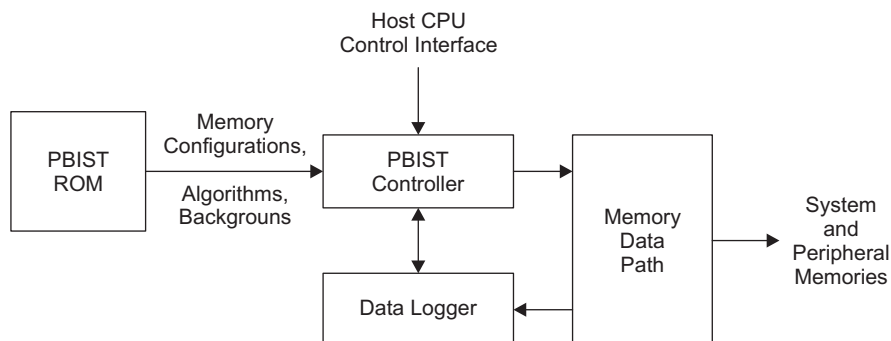 Host CPU
Control Interface
PBIST
ROM
Memory
Configurations,
Algorithms,
Backgrouns
PBIST
Controller
Memory
Data
Path
System
and
Peripheral
Memories
Data Logger